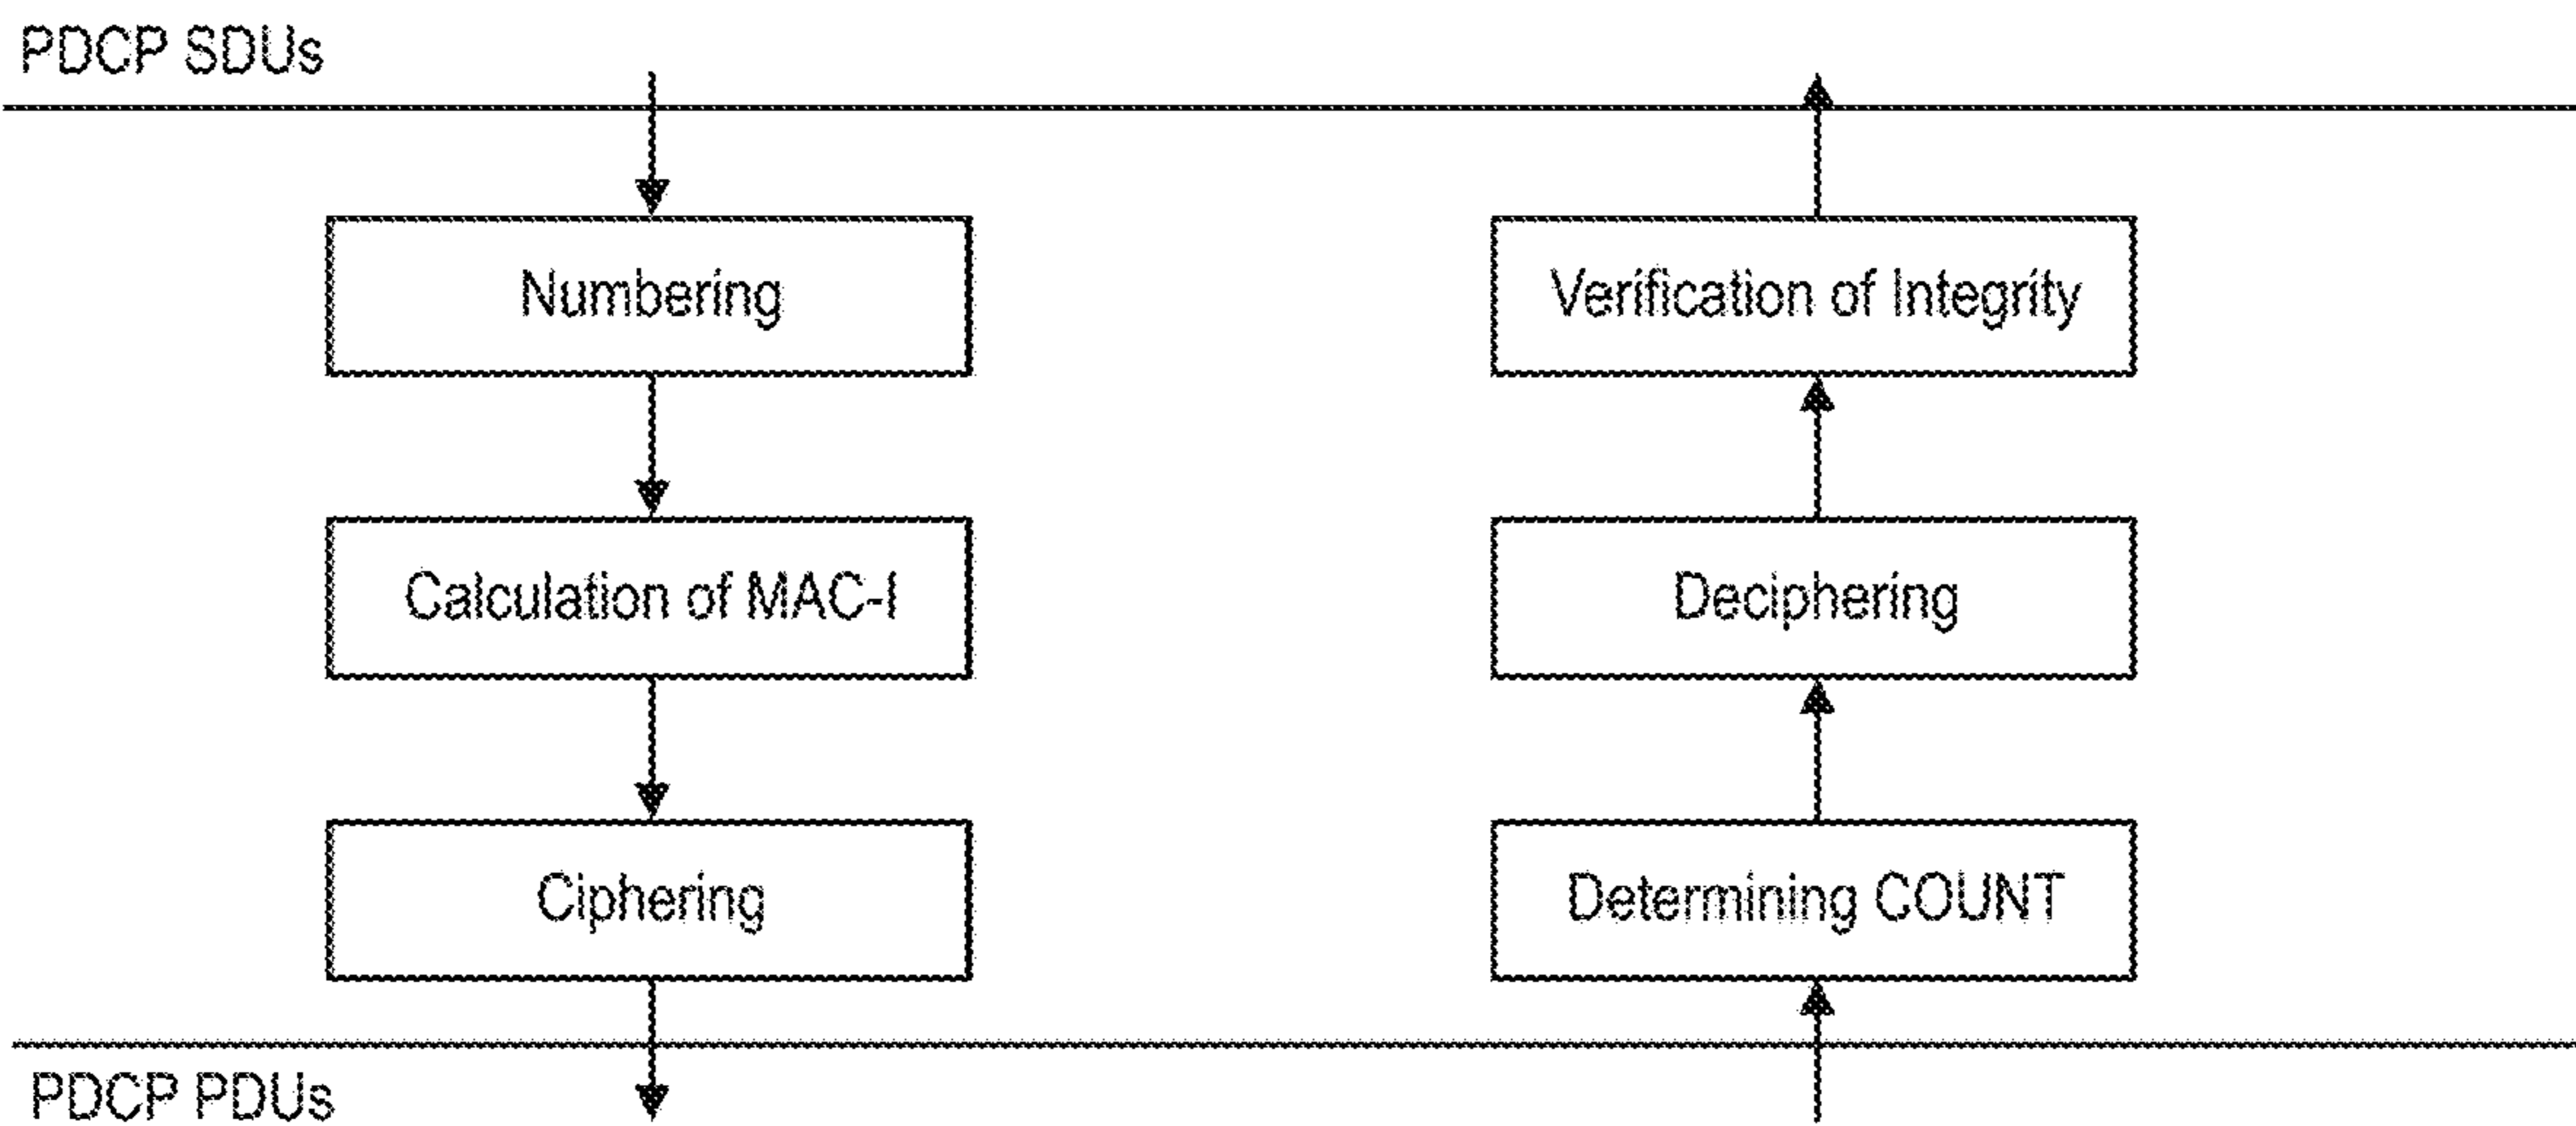 PDCP SDUs
Numbering
Verification of Integrity
Calculation of MAC-I
Deciphering
Ciphering
Determining COUNT
PDCP PDUs